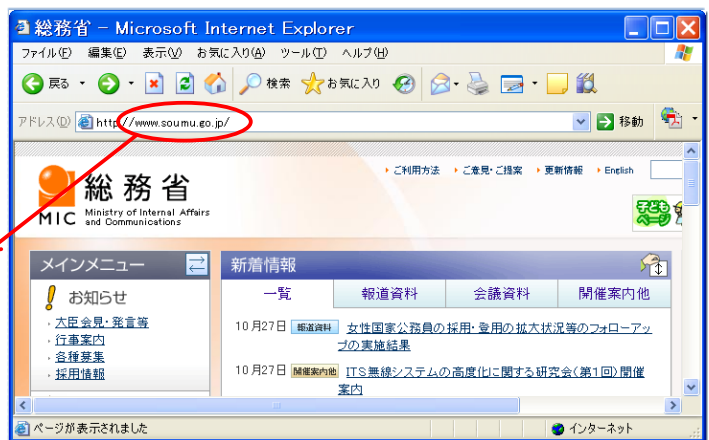 総務省 - Microsoft Internet Explorer
ファイル(F) 編集(E) 表示(V) お気に入り(A) ツール(T) ヘルプ(H)
戻る 検索 お気に入り
アドレス(D) http://www.soumu.go.jp/ 移動
ご利用方法 ご意見・ご提案 更新情報 English
総務省
MIC Ministry of Internal Affairs and Communications
子ども
ページ
メインメニュー
お知らせ
大臣会見・発言等
行事案内
各種募集
採用情報
新着情報
一覧 報道資料 会議資料 開催案内他
10月27日 報道資料 女性国家公務員の採用・登用の拡大状況等のフォローアッ
プの実施結果
10月27日 開催案内他 ITS無線システムの高度化に関する研究会(第1回)開催
案内
ページが表示されました インターネット